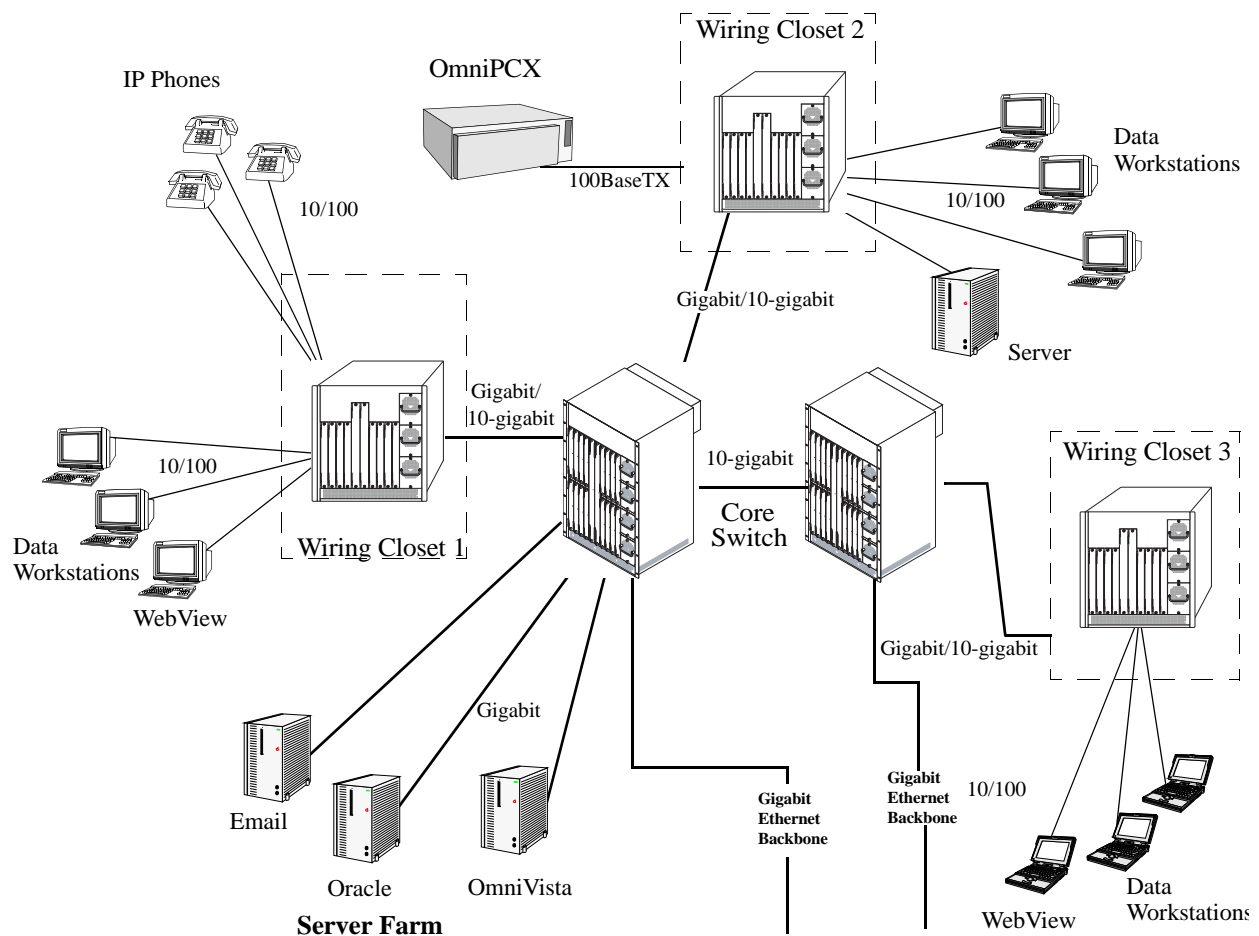 Wiring Closet 2
OmniPCX
IP Phones
Data
Workstations
100BaseTX
10/100
10/100
Gigabit/10-gigabit
Server
Gigabit/
10-gigabit
Wiring Closet 3
10/100
10-gigabit
Core
Switch
Data
Workstations
Wiring Closet 1
WebView
Gigabit/10-gigabit
Gigabit
Gigabit
Ethernet
Backbone
Gigabit
Ethernet
Backbone
10/100
Email
Oracle
OmniVista
Server Farm
WebView
Data
Workstations